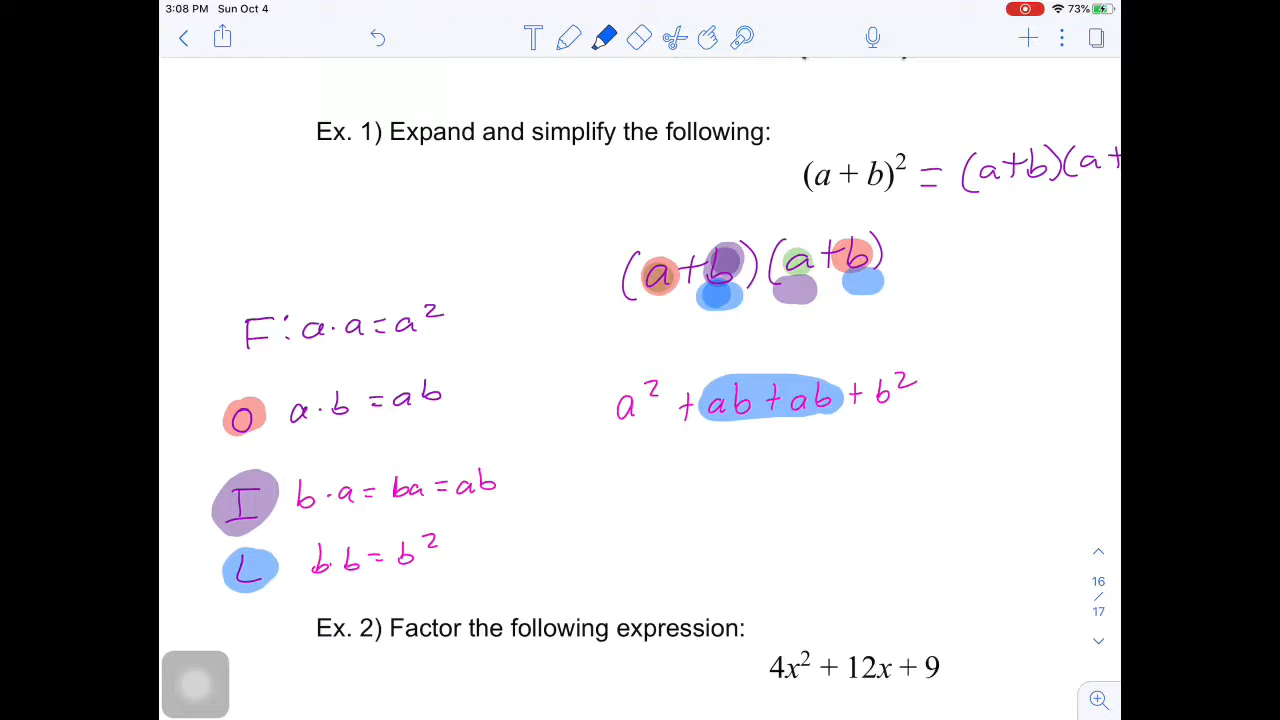 3:08 PM Sun Oct 4
73%
T
Ex. 1) Expand and simplify the following:
(a + b)² = (a+b)(a+
(a+b)(a+b)
F: a·a=a²
O a·b = ab
a² + ab + ab + b²
I b·a = ba = ab
L b·b = b²
16
/
17
Ex. 2) Factor the following expression:
4x² + 12x + 9